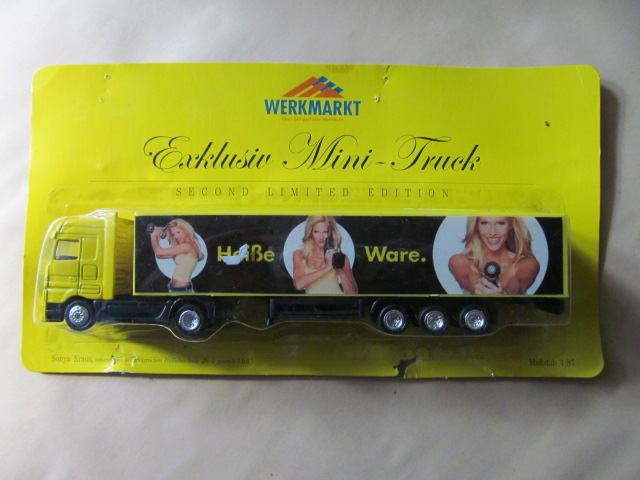 WERKMARKT
Exklusiv Mini-Truck
SECOND LIMITED EDITION
Heiße Ware.
Sonya Kraus,
Maßstab 1:87